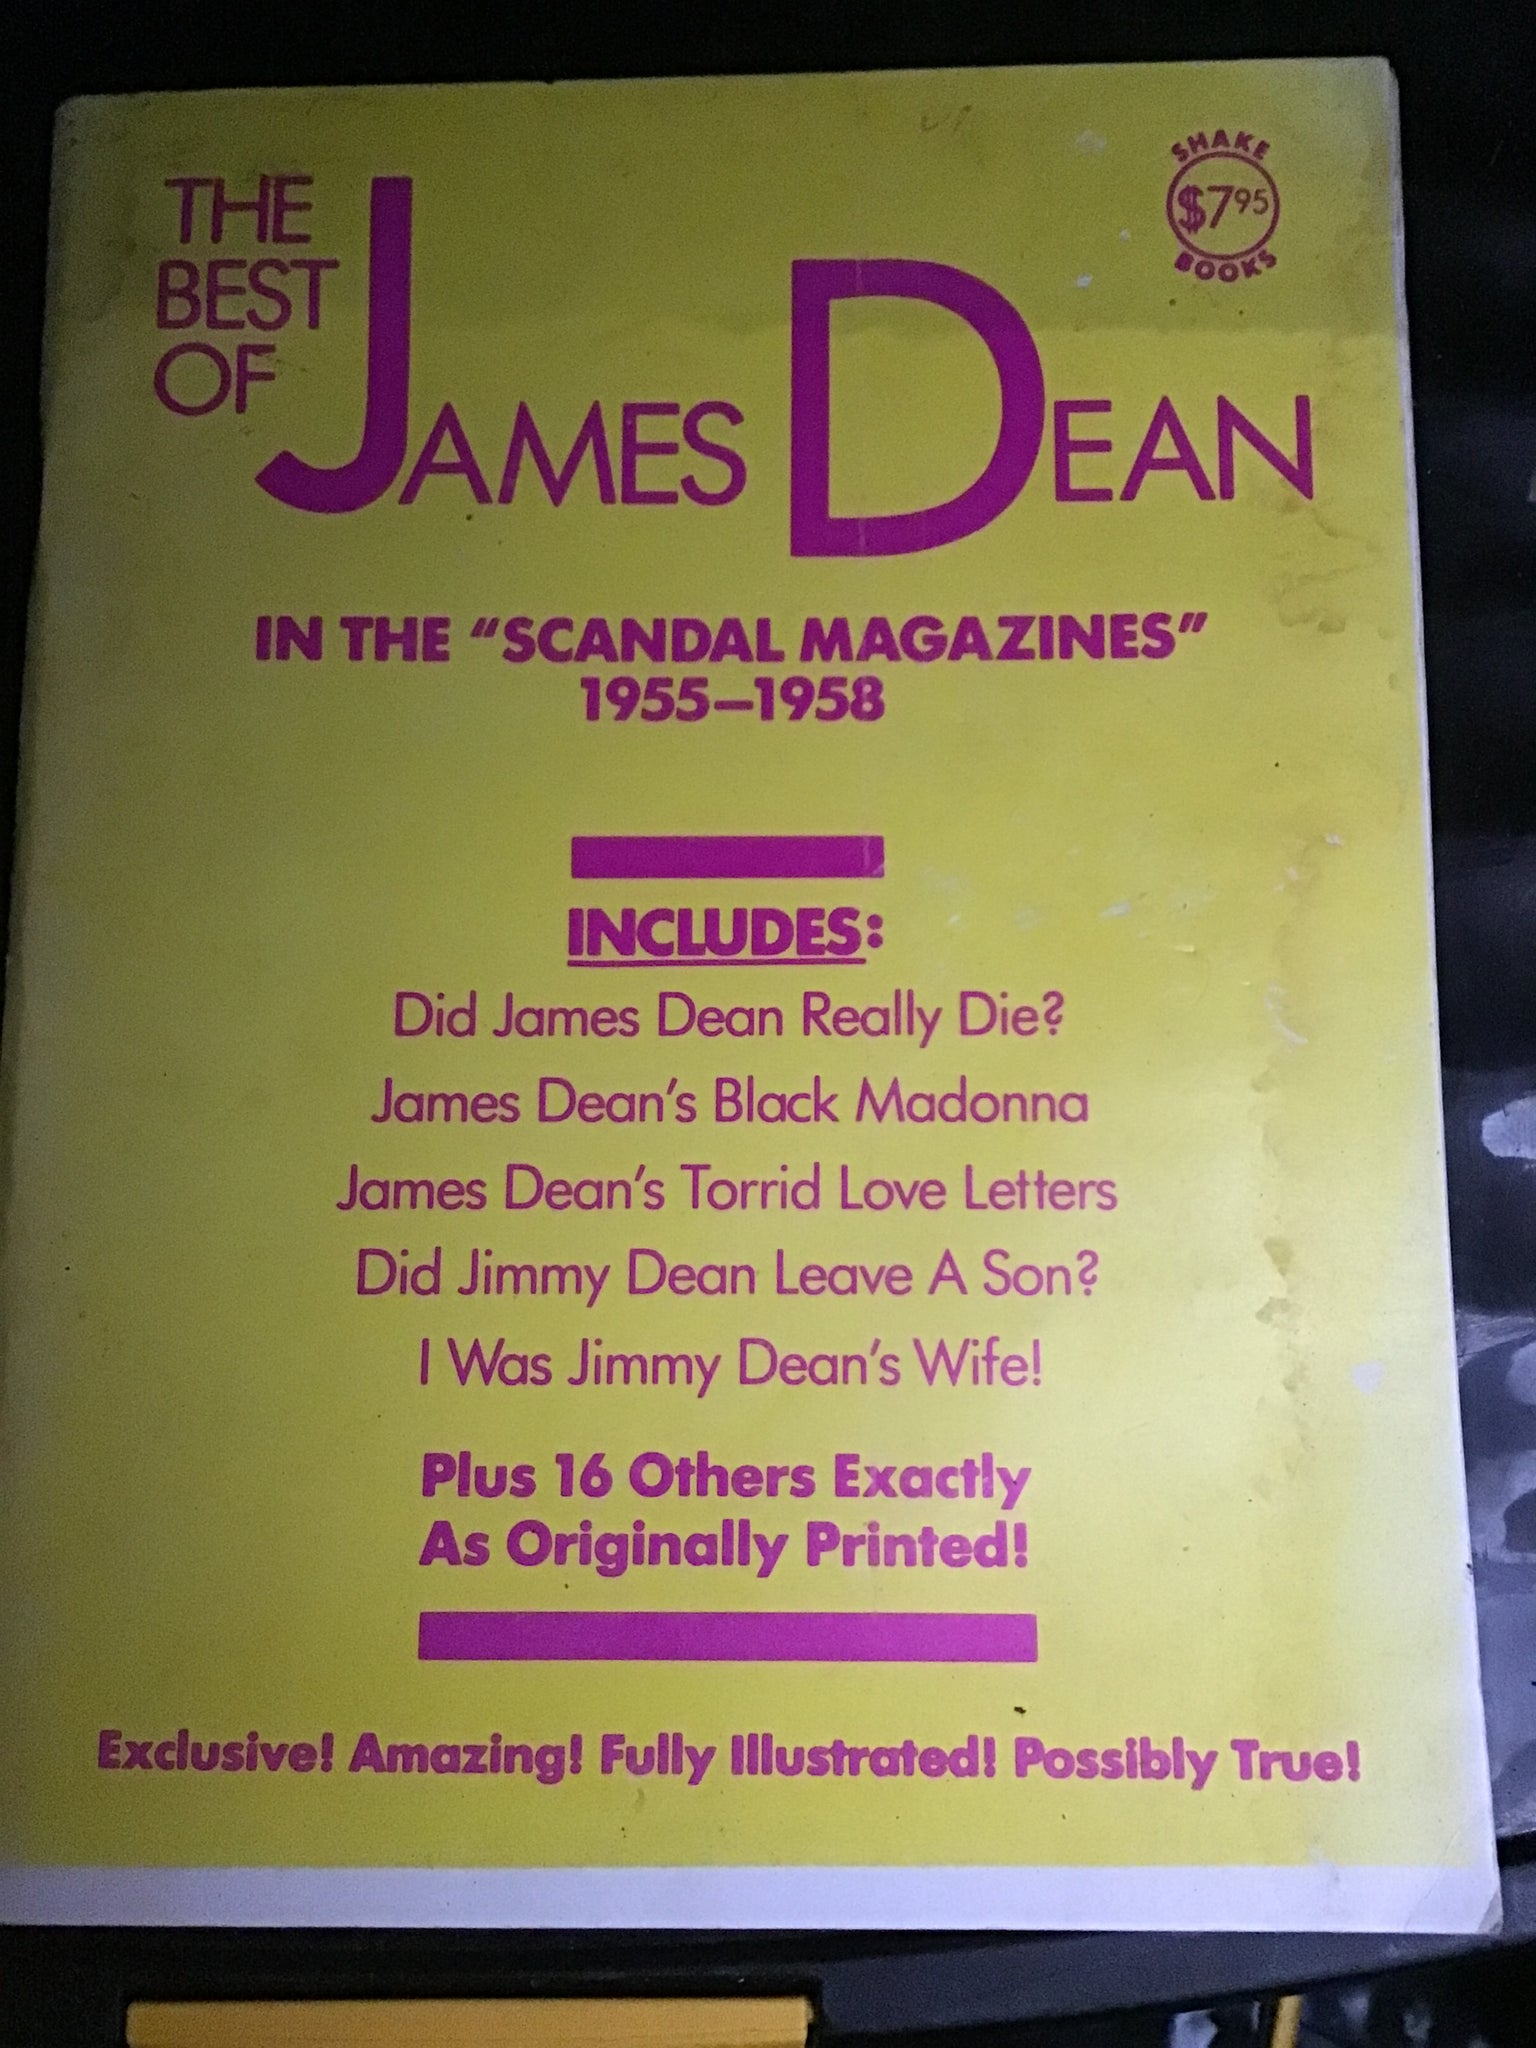 THE
BEST
OF
JAMES DEAN
SHAKE
$7.95
BOOKS
IN THE “SCANDAL MAGAZINES”
1955–1958
INCLUDES:
Did James Dean Really Die?
James Dean’s Black Madonna
James Dean’s Torrid Love Letters
Did Jimmy Dean Leave A Son?
I Was Jimmy Dean’s Wife!
Plus 16 Others Exactly
As Originally Printed!
Exclusive! Amazing! Fully Illustrated! Possibly True!